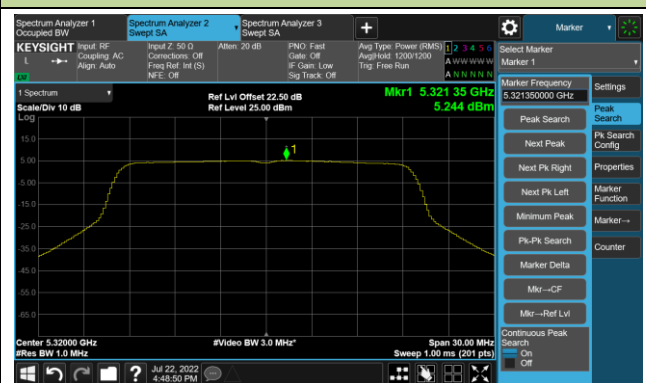 Spectrum Analyzer 1
Occupied BW
Spectrum Analyzer 2
Swept SA
Spectrum Analyzer 3
Swept SA
+
Marker
KEYSIGHT
L
LXI
Input: RF
Coupling: AC
Align: Auto
Input Z: 50 Ω
Corrections: Off
Freq Ref: Int (S)
NFE: Off
Atten: 20 dB
PNO: Fast
Gate: Off
IF Gain: Low
Sig Track: Off
Avg Type: Power (RMS)
Avg|Hold: 1200/1200
Trig: Free Run
1 2 3 4 5 6
A W W W W W
A N N N N N
Select Marker
Marker 1
1 Spectrum
Scale/Div 10 dB
Log
Ref Lvl Offset 22.50 dB
Ref Level 25.00 dBm
Mkr1 5.321 35 GHz
5.244 dBm
15.0
5.00
-5.00
-15.0
-25.0
-35.0
-45.0
-55.0
-65.0
1
Center 5.32000 GHz
#Res BW 1.0 MHz
#Video BW 3.0 MHz*
Span 30.00 MHz
Sweep 1.00 ms (201 pts)
Marker Frequency
5.321350000 GHz
Peak Search
Next Peak
Next Pk Right
Next Pk Left
Minimum Peak
Pk-Pk Search
Marker Delta
Mkr→CF
Mkr→Ref Lvl
Continuous Peak
Search
On
Off
Settings
Peak
Search
Pk Search
Config
Properties
Marker
Function
Marker→
Counter
?
Jul 22, 2022
4:48:50 PM